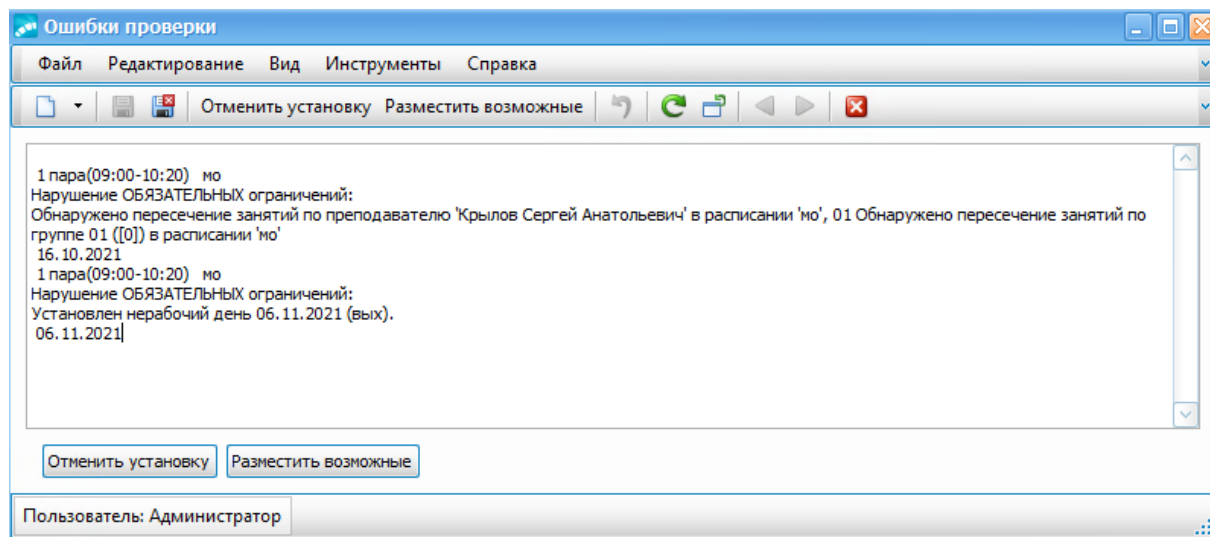 Ошибки проверки
Файл Редактирование Вид Инструменты Справка
Отменить установку Разместить возможные
1 пара(09:00-10:20) мо
Нарушение ОБЯЗАТЕЛЬНЫХ ограничений:
Обнаружено пересечение занятий по преподавателю 'Крылов Сергей Анатольевич' в расписании 'мо', 01 Обнаружено пересечение занятий по
группе 01 ([0]) в расписании 'мо'
16.10.2021
1 пара(09:00-10:20) мо
Нарушение ОБЯЗАТЕЛЬНЫХ ограничений:
Установлен нерабочий день 06.11.2021 (вых).
06.11.2021
Отменить установку Разместить возможные
Пользователь: Администратор